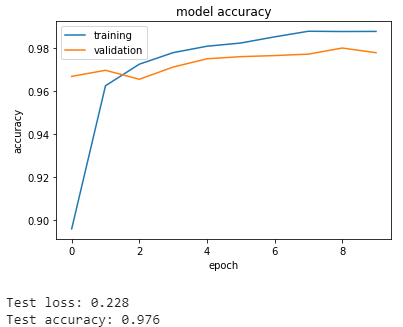 model accuracy
training
validation
0.98
0.96
0.94
0.92
0.90
accuracy
0 2 4 6 8
epoch
Test loss: 0.228
Test accuracy: 0.976